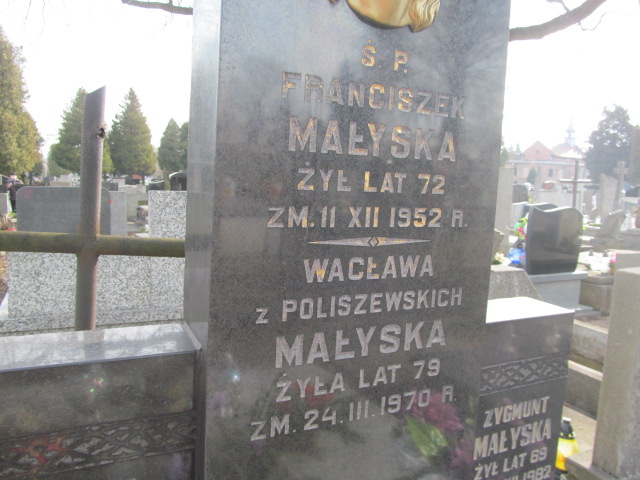 Ś. P.
FRANCISZEK
MAŁYSKA
ŻYŁ LAT 72
ZM. 11 XII 1952 R.
WACŁAWA
z POLISZEWSKICH
MAŁYSKA
ŻYŁA LAT 79
ZM. 24. III. 1970 R.
ZYGMUNT
MAŁYSKA
ŻYŁ LAT 69
1982